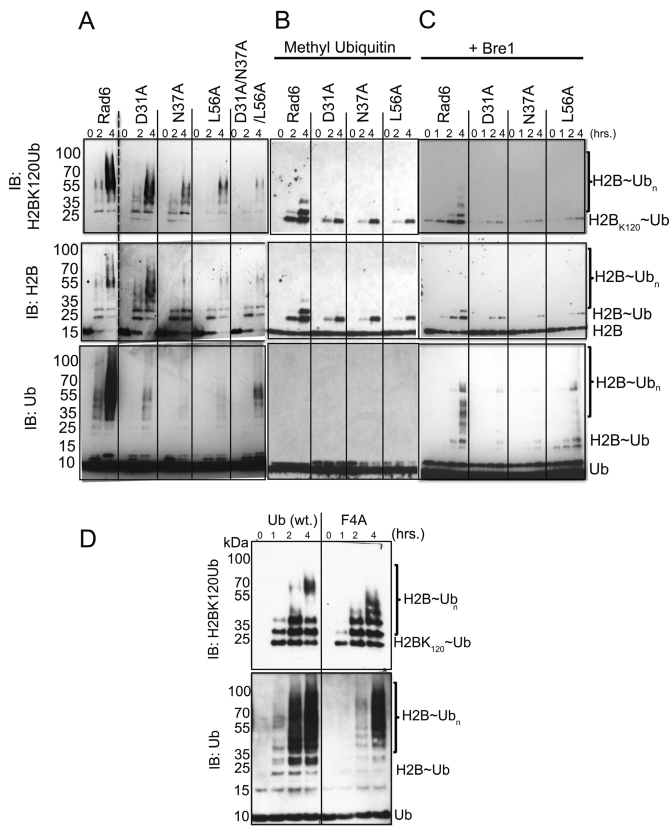 A
B
C
Methyl Ubiquitin
+ Bre1
Rad6
D31A
N37A
L56A
D31A/N37A
/L56A
Rad6
D31A
N37A
L56A
Rad6
D31A
N37A
L56A
0 2 4 0 2 4 0 2 4 0 2 4 0 2 4 (hrs.)
0 2 4 0 2 4 0 2 4 0 2 4
0 1 2 4 0 1 2 4 0 1 2 4 0 1 2 4 (hrs.)
IB: H2BK120Ub
100
70
55
35
25
H2B~Ubn
H2BK120~Ub
IB: H2B
100
70
55
35
25
15
H2B~Ubn
H2B~Ub
H2B
IB: Ub
100
70
55
35
25
15
10
H2B~Ubn
H2B~Ub
Ub
D
Ub (wt.)
F4A
kDa
0 1 2 4 0 1 2 4 (hrs.)
IB: H2BK120Ub
100
70
55
35
25
H2B~Ubn
H2BK120~Ub
IB: Ub
100
70
55
35
25
15
10
H2B~Ubn
H2B~Ub
Ub